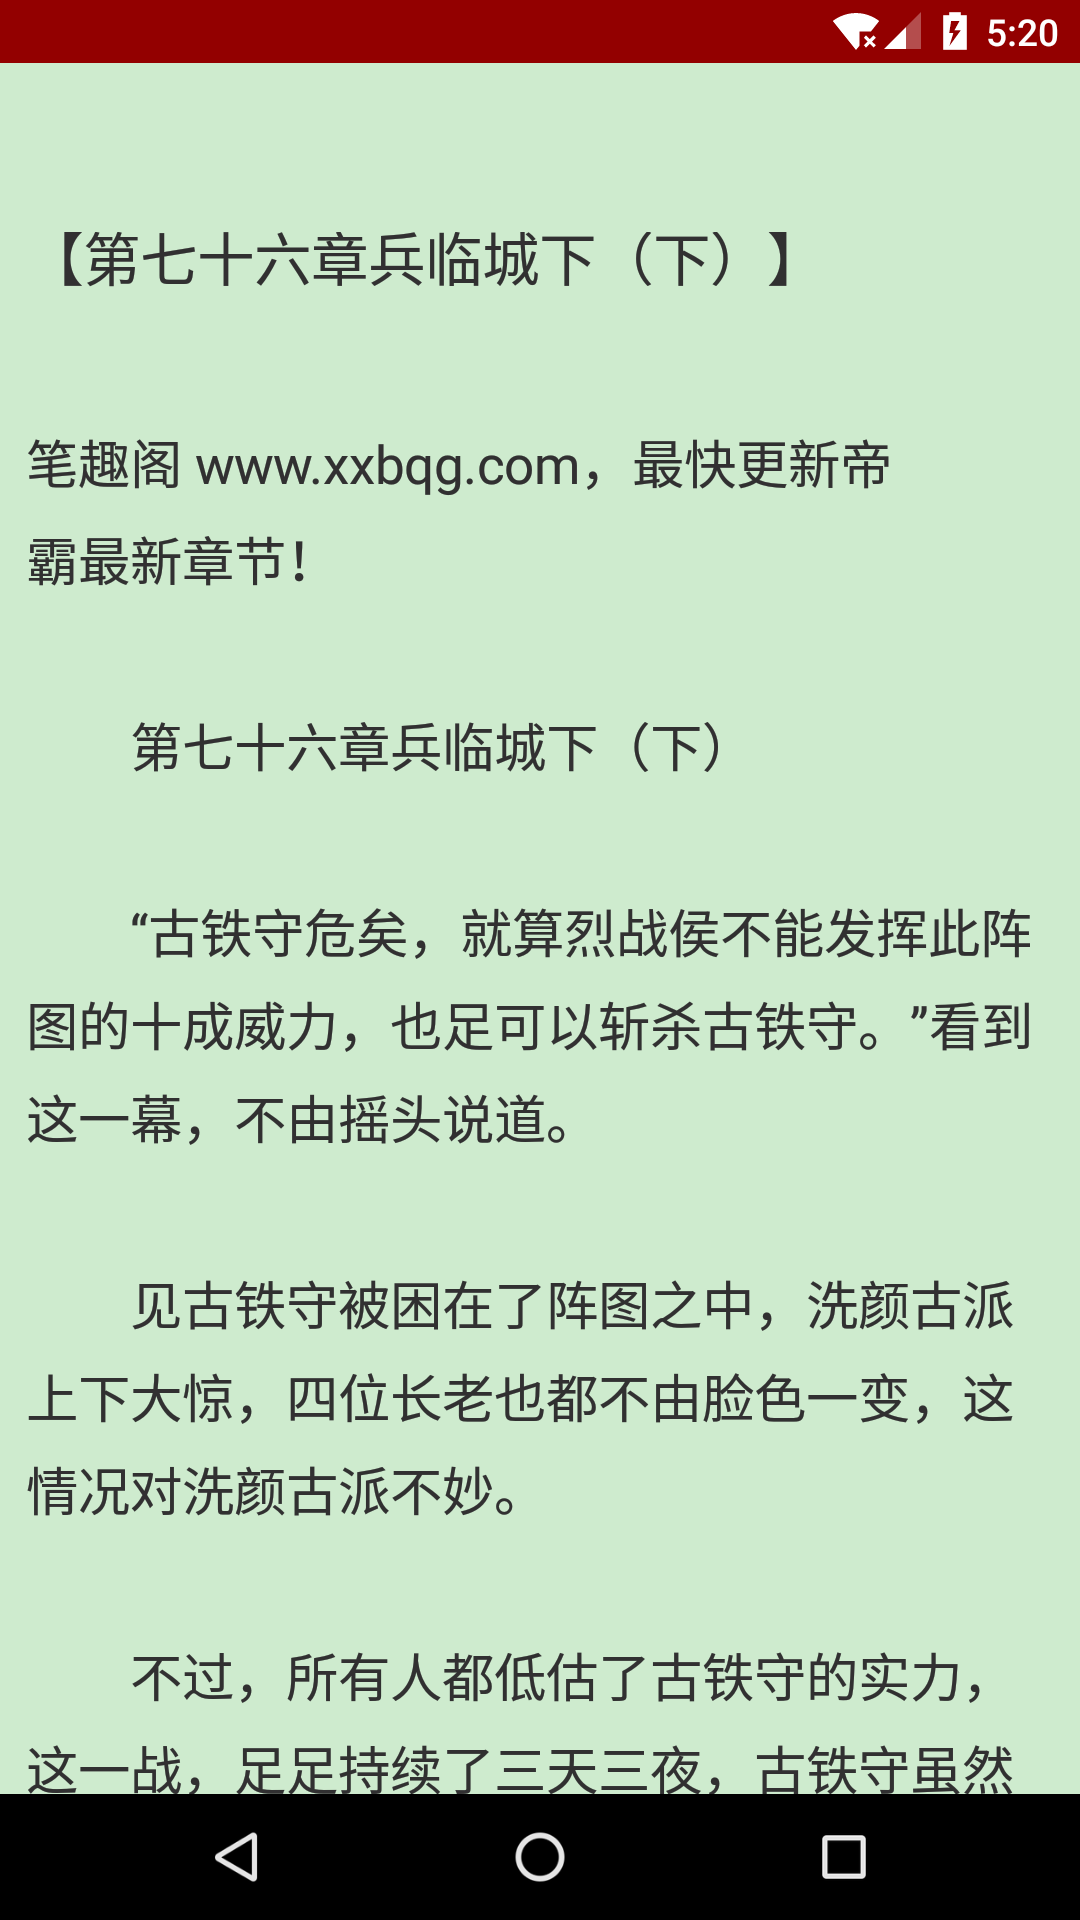 5:20
【第七十六章兵临城下（下）】
笔趣阁 www.xxbqg.com，最快更新帝
霸最新章节！
第七十六章兵临城下（下）
“古铁守危矣，就算烈战侯不能发挥此阵
图的十成威力，也足可以斩杀古铁守。”看到
这一幕，不由摇头说道。
见古铁守被困在了阵图之中，洗颜古派
上下大惊，四位长老也都不由脸色一变，这
情况对洗颜古派不妙。
不过，所有人都低估了古铁守的实力，
这一战，足足持续了三天三夜，古铁守虽然